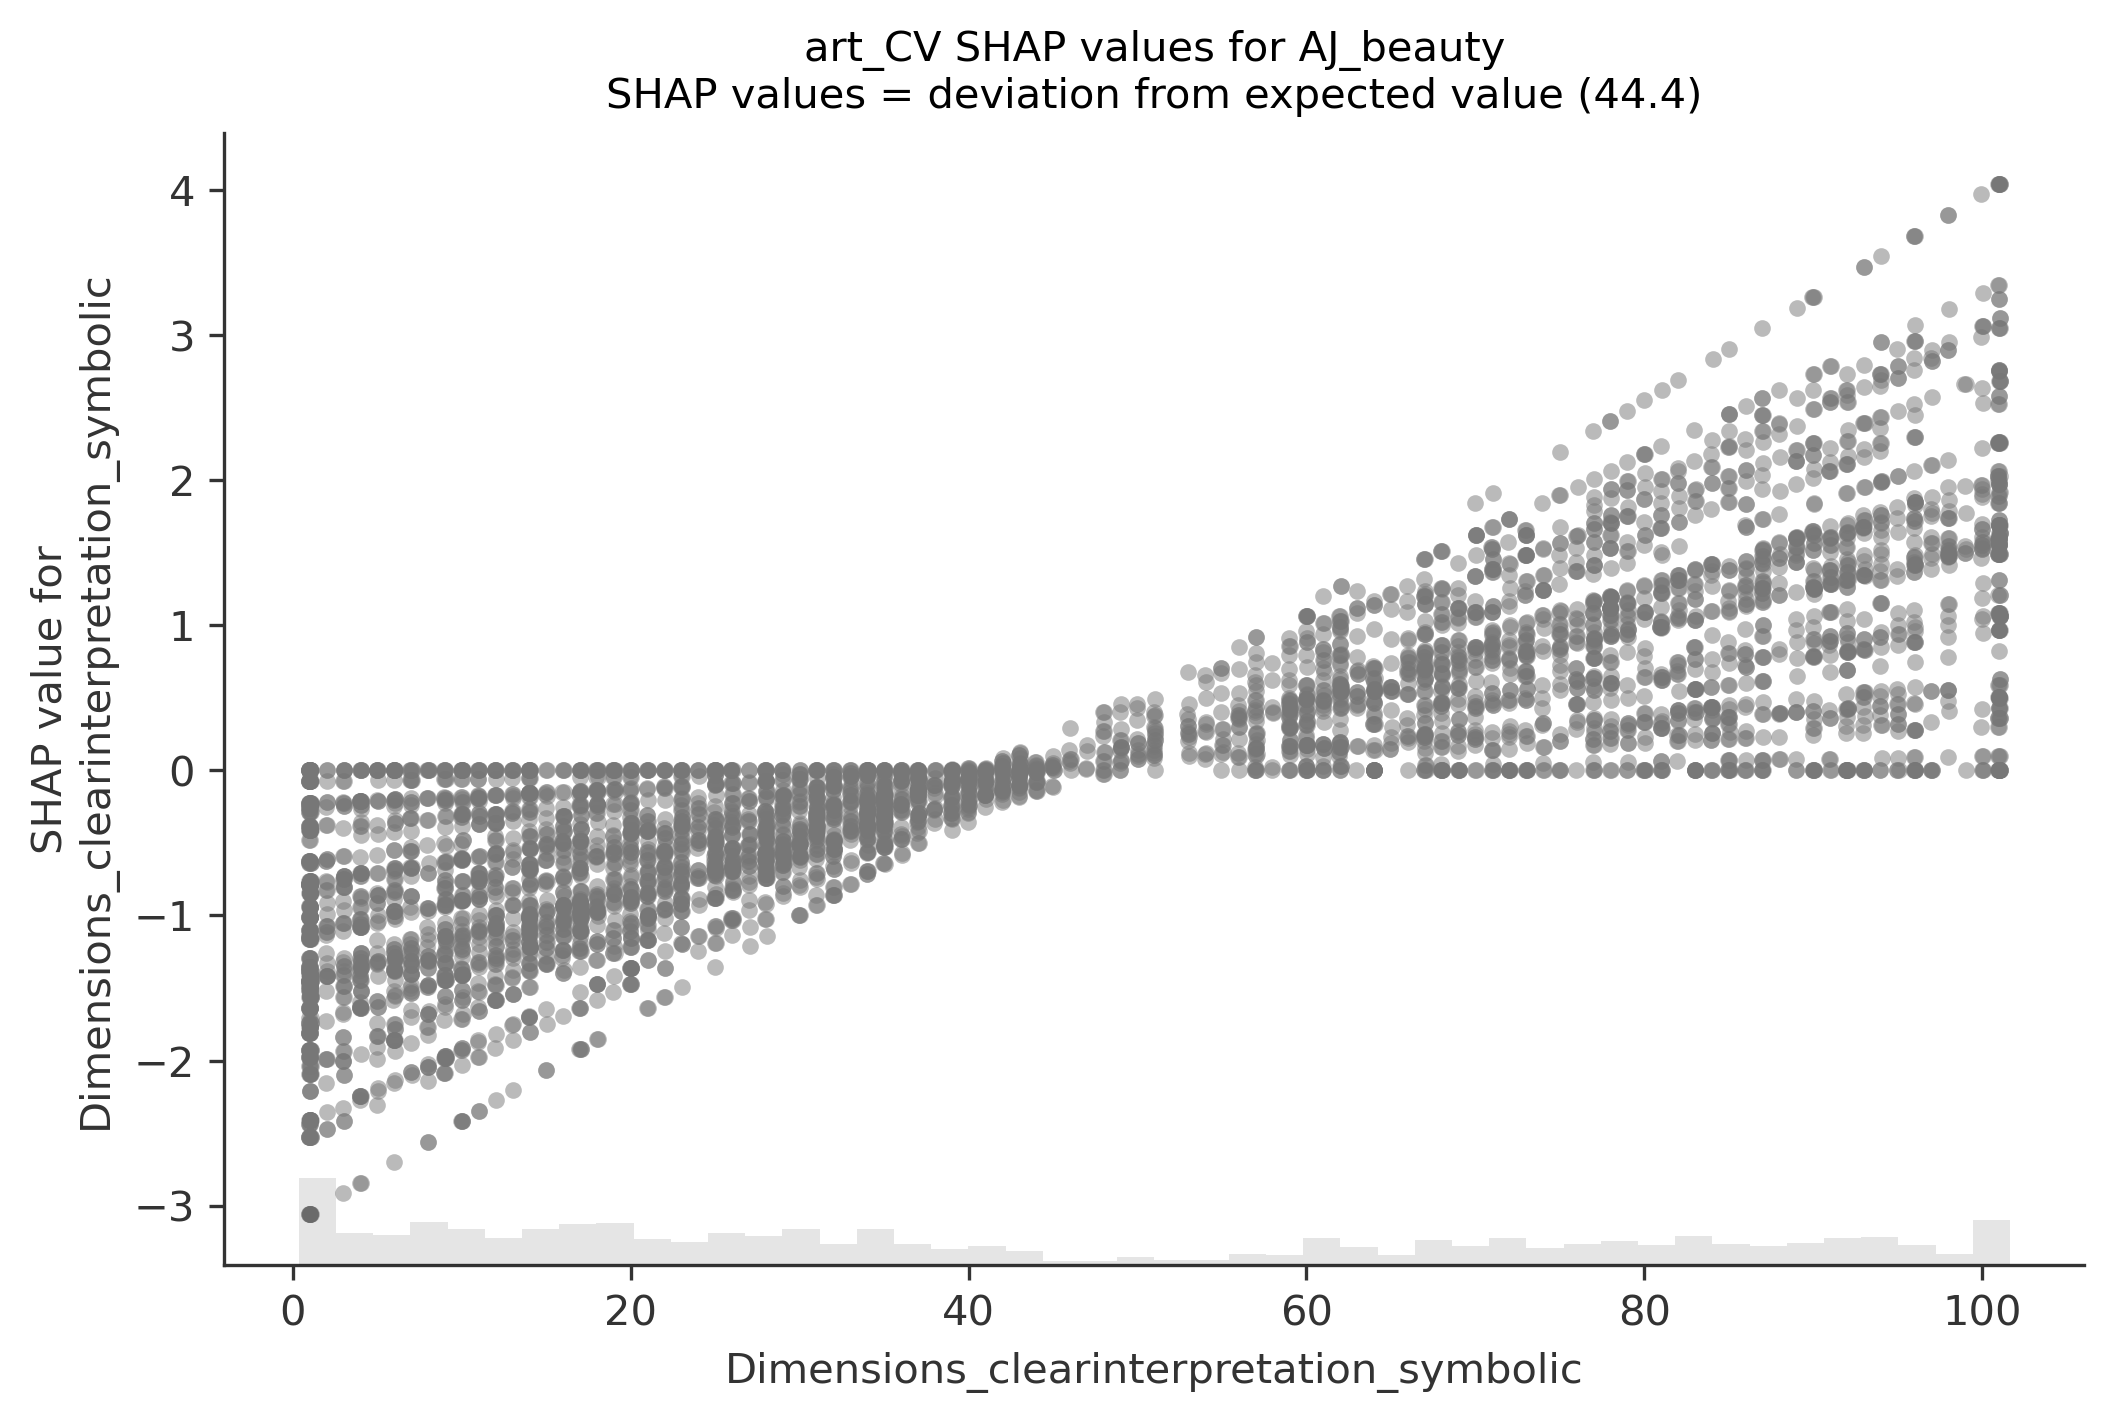 art_CV SHAP values for AJ_beauty
SHAP values = deviation from expected value (44.4)
SHAP value for
Dimensions_clearinterpretation_symbolic
4
3
2
1
0
−1
−2
−3
0
20
40
60
80
100
Dimensions_clearinterpretation_symbolic